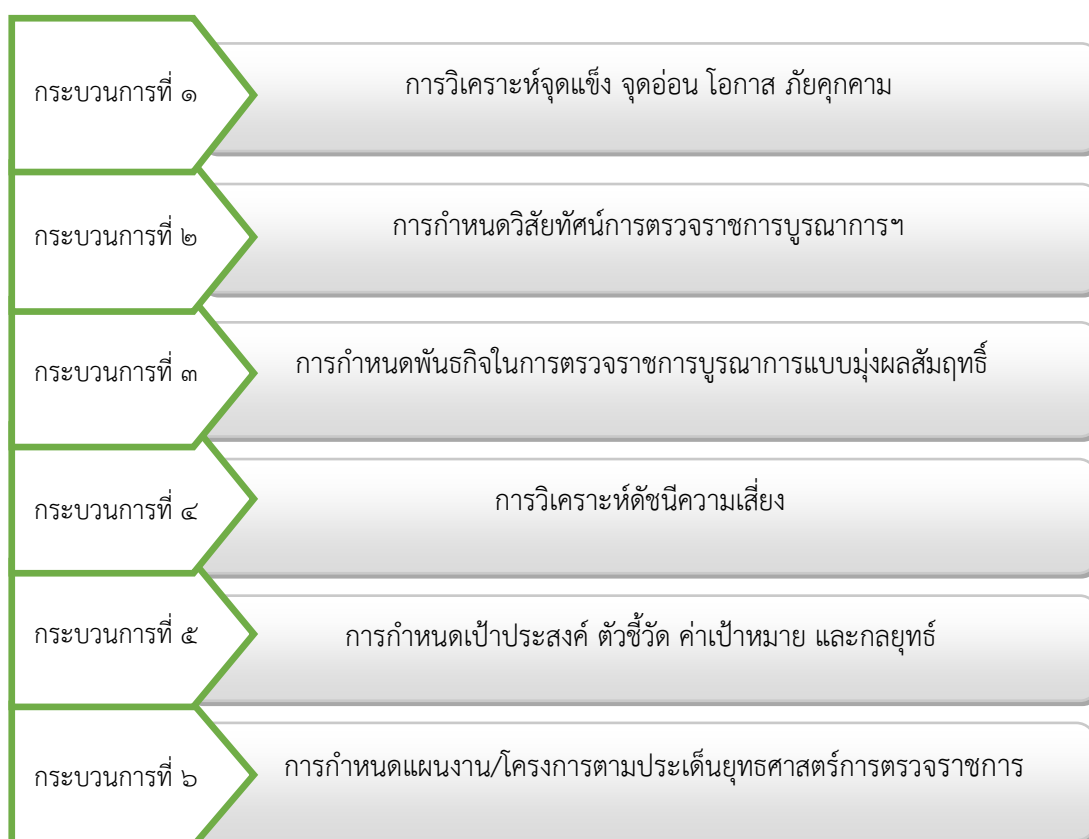 กระบวนการที่ ๑
การวิเคราะห์จุดแข็ง จุดอ่อน โอกาส ภัยคุกคาม
กระบวนการที่ ๒
การกำหนดวิสัยทัศน์การตรวจราชการบูรณาการฯ
กระบวนการที่ ๓
การกำหนดพันธกิจในการตรวจราชการบูรณาการแบบมุ่งผลสัมฤทธิ์
กระบวนการที่ ๔
การวิเคราะห์ดัชนีความเสี่ยง
กระบวนการที่ ๕
การกำหนดเป้าประสงค์ ตัวชี้วัด ค่าเป้าหมาย และกลยุทธ์
กระบวนการที่ ๖
การกำหนดแผนงาน/โครงการตามประเด็นยุทธศาสตร์การตรวจราชการ